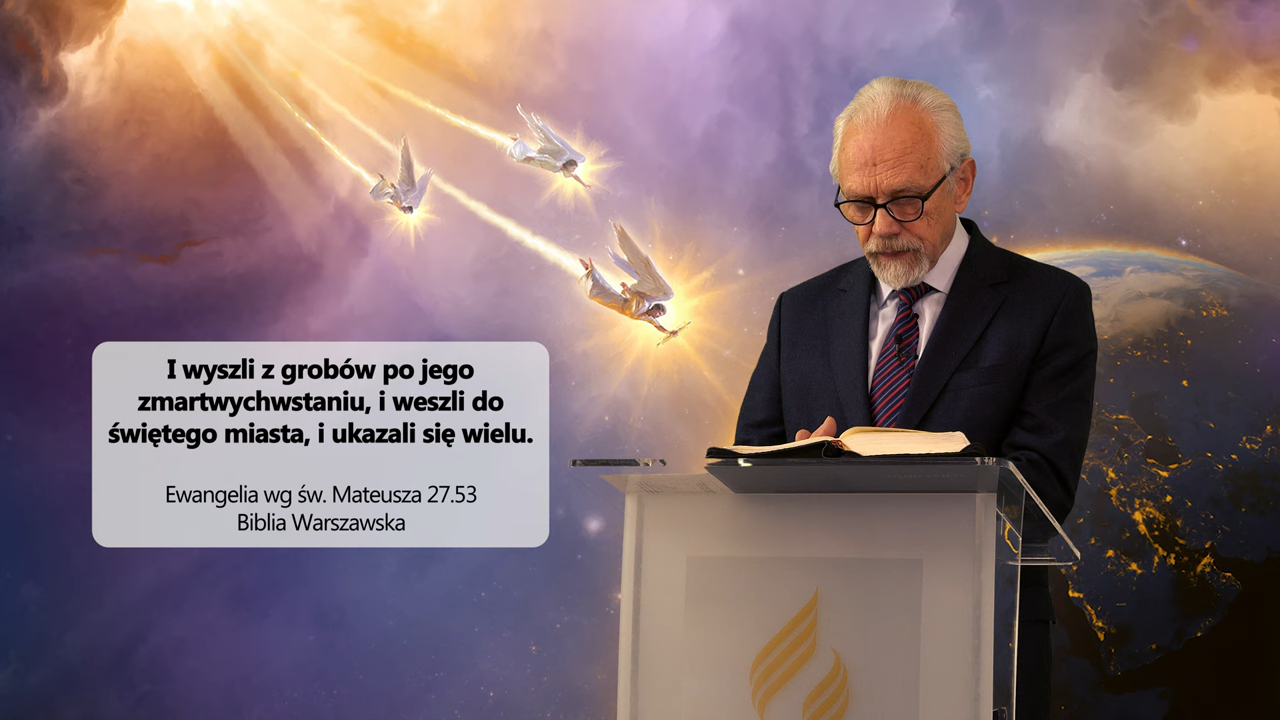 I wyszli z grobów po jego
zmartwychwstaniu, i weszli do
świętego miasta, i ukazali się wielu.
Ewangelia wg św. Mateusza 27.53
Biblia Warszawska